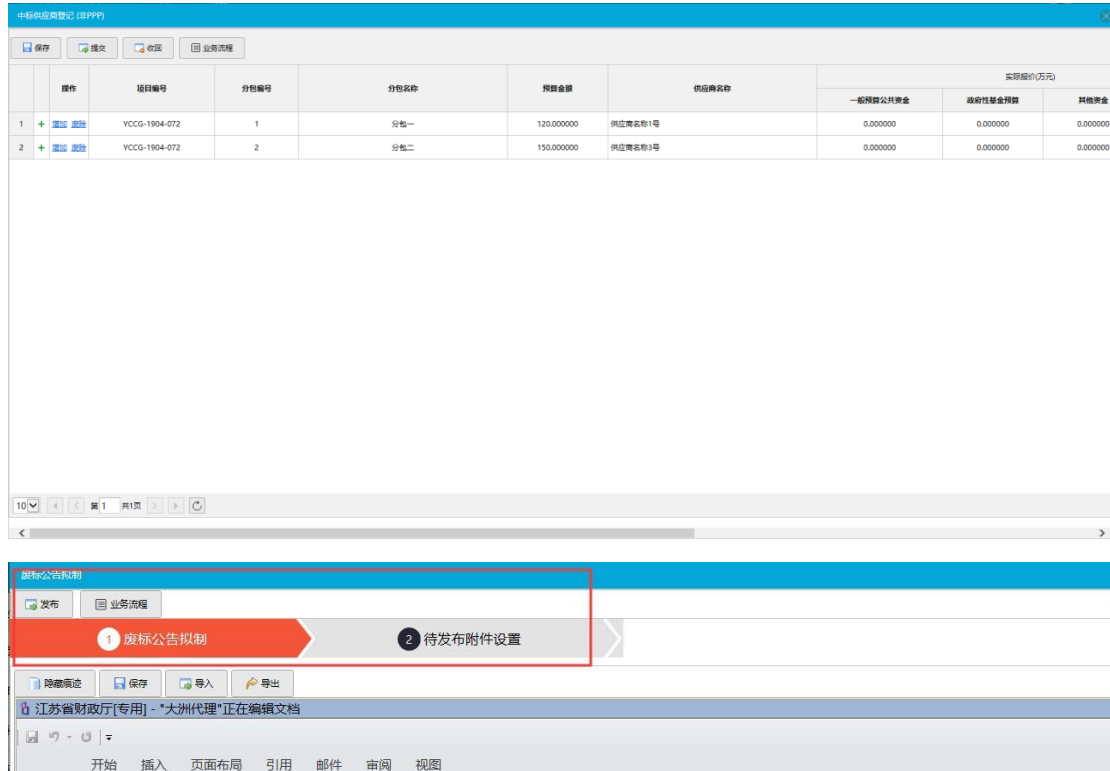 中标供应商登记 (非PPP)
保存 提交 收回 业务流程
操作 项目编号 分包编号 分包名称 预算金额 供应商名称 实际报价(万元)
一般预算公共资金 政府性基金预算 其他资金
1 + 增加 废除 YCCG-1904-072 1 分包一 120.000000 供应商名称1号 0.000000 0.000000 0.000000
2 + 增加 废除 YCCG-1904-072 2 分包二 150.000000 供应商名称3号 0.000000 0.000000 0.000000
10 第 1 共1页
废标公告拟制
发布 业务流程
1 废标公告拟制 2 待发布附件设置
隐藏痕迹 保存 导入 导出
江苏省财政厅[专用] - "大洲代理"正在编辑文档
开始 插入 页面布局 引用 邮件 审阅 视图